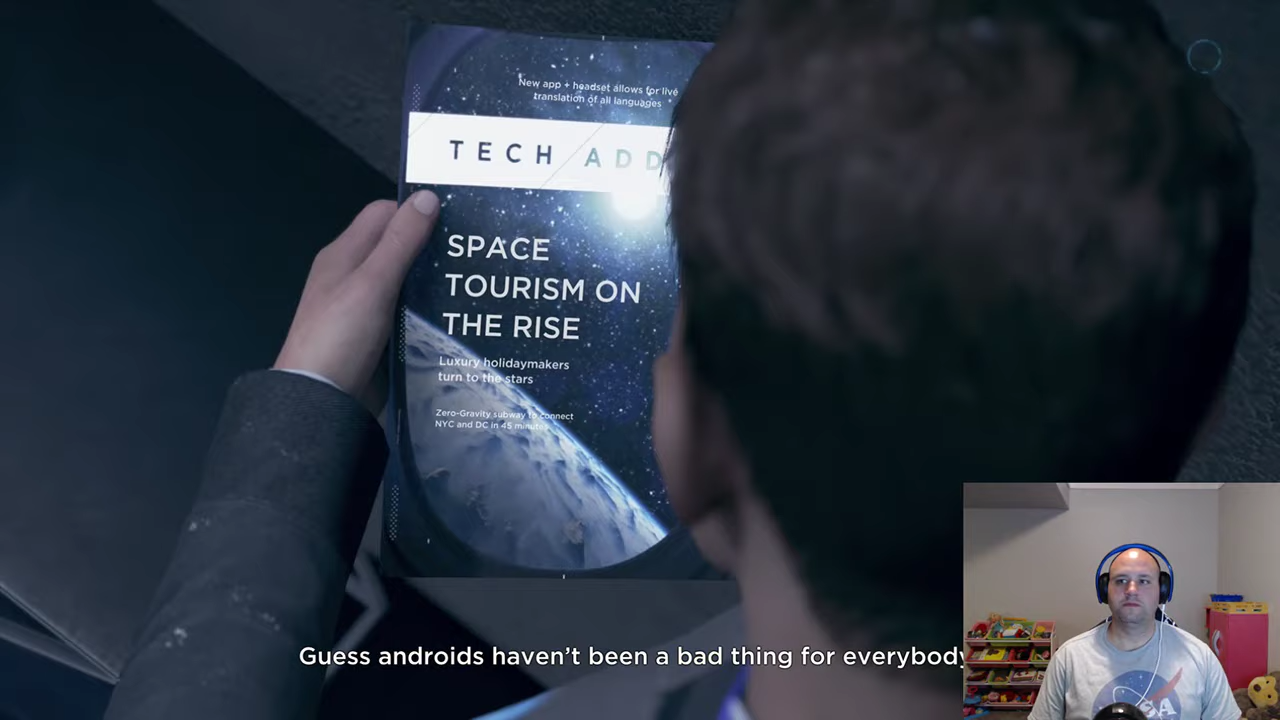 New app + headset allows for live
translation of all languages
TECH ADD
SPACE
TOURISM ON
THE RISE
Luxury holidaymakers
turn to the stars
Zero-Gravity subway to connect
NYC and DC in 45 minutes
Guess androids haven't been a bad thing for everybody